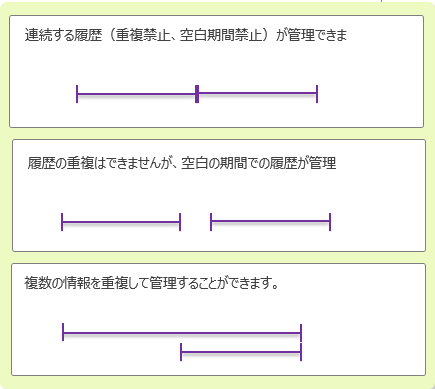 連続する履歴（重複禁止、空白期間禁止）が管理できま
履歴の重複はできませんが、空白の期間での履歴が管理
複数の情報を重複して管理することができます。